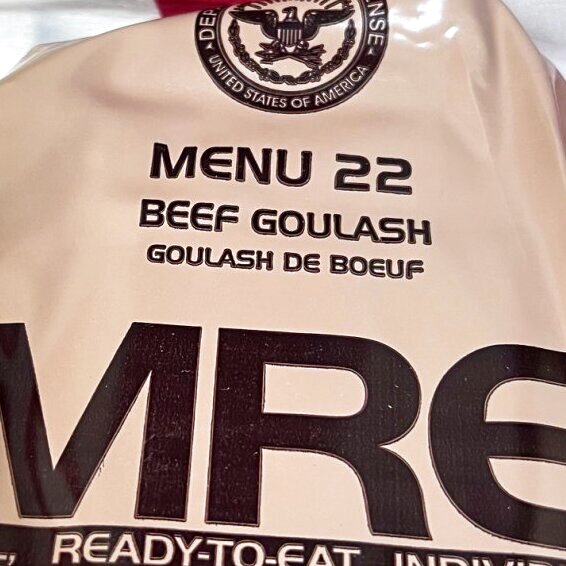 UNITED STATES OF AMERICA
MENU 22
BEEF GOULASH
GOULASH DE BOEUF
MRE
READY-TO-EAT